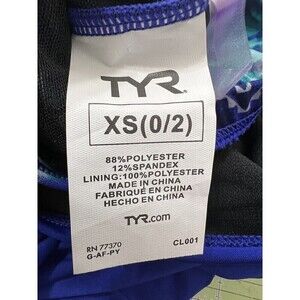 TYR
XS(0/2)
88%POLYESTER
12%SPANDEX
LINING:100%POLYESTER
MADE IN CHINA
FABRIQUÉ EN CHINE
HECHO EN CHINA
TYR.com
RN 77370
G-AF-PY
CL001